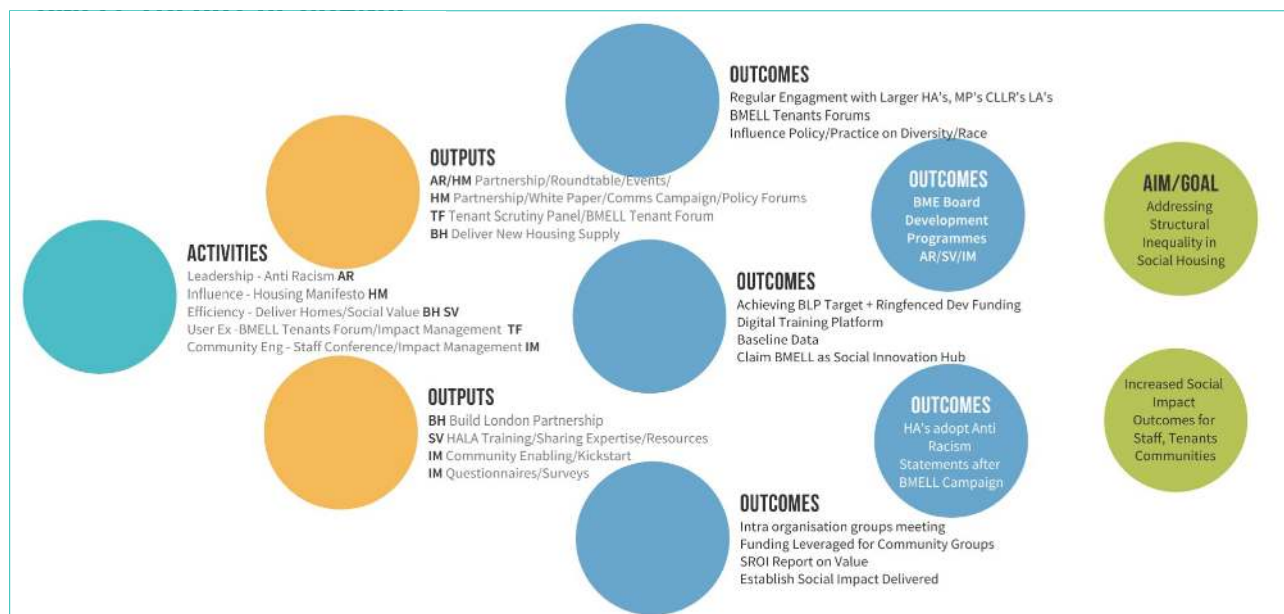 ACTIVITIES
Leadership - Anti Racism AR
Influence - Housing Manifesto HM
Efficiency - Deliver Homes/Social Value BH SV
User Ex -BMELL Tenants Forum/Impact Management TF
Community Eng - Staff Conference/Impact Management IM
OUTPUTS
AR/HM Partnership/Roundtable/Events/
HM Partnership/White Paper/Comms Campaign/Policy Forums
TF Tenant Scrutiny Panel/BMELL Tenant Forum
BH Deliver New Housing Supply
OUTPUTS
BH Build London Partnership
SV HALA Training/Sharing Expertise/Resources
IM Community Enabling/Kickstart
IM Questionnaires/Surveys
OUTCOMES
Regular Engagment with Larger HA's, MP's CLLR's LA's
BMELL Tenants Forums
Influence Policy/Practice on Diversity/Race
OUTCOMES
Achieving BLP Target + Ringfenced Dev Funding
Digital Training Platform
Baseline Data
Claim BMELL as Social Innovation Hub
OUTCOMES
Intra organisation groups meeting
Funding Leveraged for Community Groups
SROI Report on Value
Establish Social Impact Delivered
OUTCOMES
BME Board
Development
Programmes
AR/SV/IM
OUTCOMES
HA's adopt Anti
Racism
Statements after
BMELL Campaign
AIM/GOAL
Addressing
Structural
Inequality in
Social Housing
Increased Social
Impact
Outcomes for
Staff, Tenants
Communities